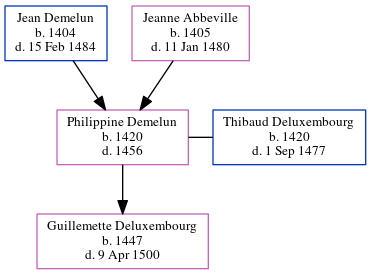 Jean Demelun
b. 1404
d. 15 Feb 1484
Jeanne Abbeville
b. 1405
d. 11 Jan 1480
Philippine Demelun
b. 1420
d. 1456
Thibaud Deluxembourg
b. 1420
d. 1 Sep 1477
Guillemette Deluxembourg
b. 1447
d. 9 Apr 1500